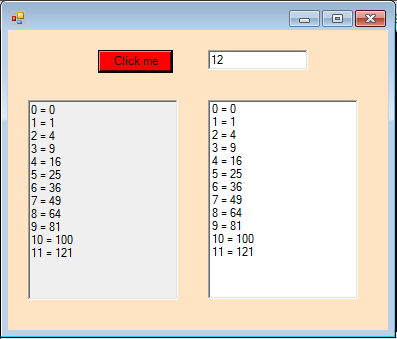 Click me
12
0 = 0
1 = 1
2 = 4
3 = 9
4 = 16
5 = 25
6 = 36
7 = 49
8 = 64
9 = 81
10 = 100
11 = 121
0 = 0
1 = 1
2 = 4
3 = 9
4 = 16
5 = 25
6 = 36
7 = 49
8 = 64
9 = 81
10 = 100
11 = 121